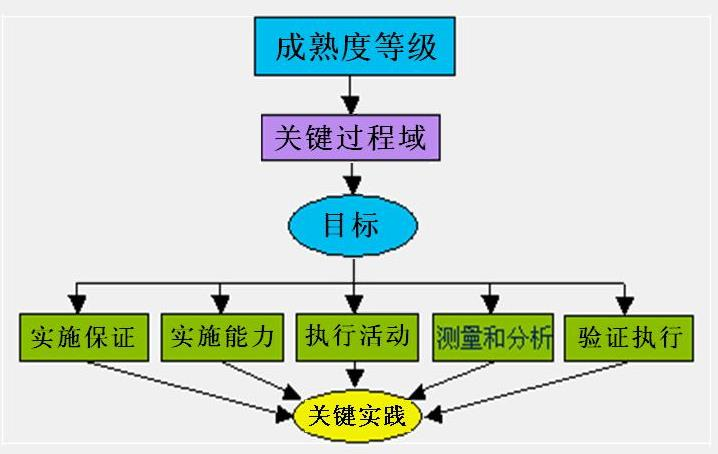 成熟度等级
关键过程域
目标
实施保证
实施能力
执行活动
测量和分析
验证执行
关键实践